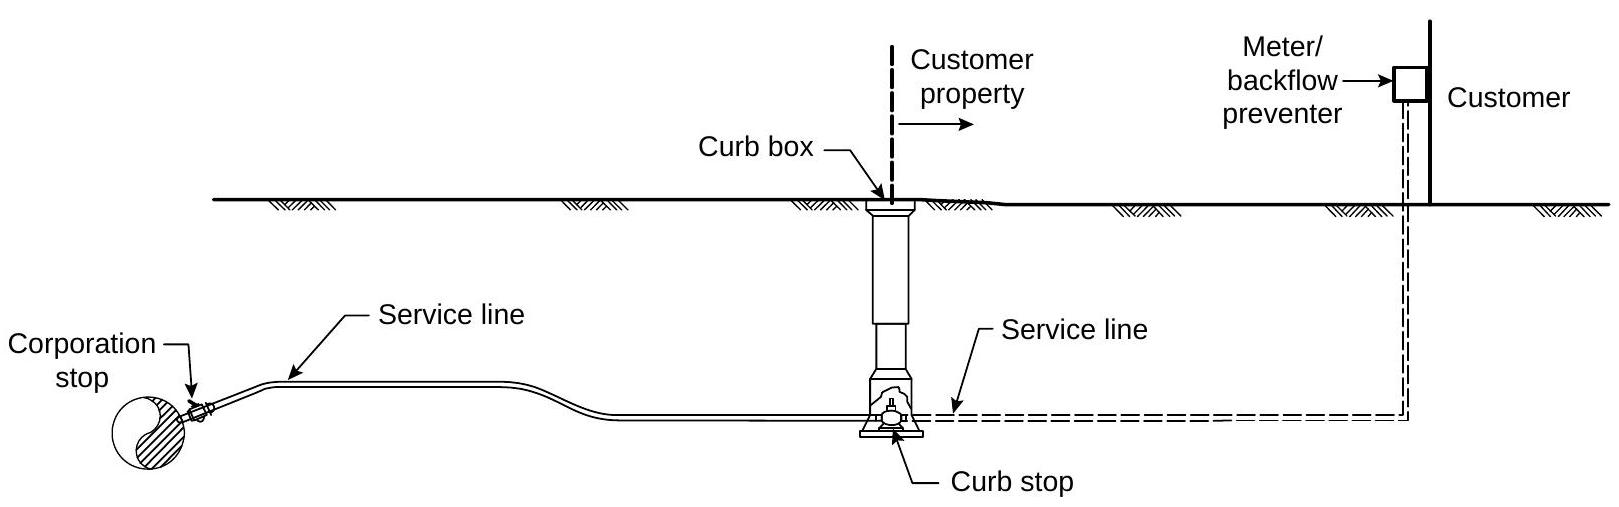 Customer
property
Meter/
backflow
preventer
Customer
Curb box
Service line
Corporation
stop
Service line
Curb stop